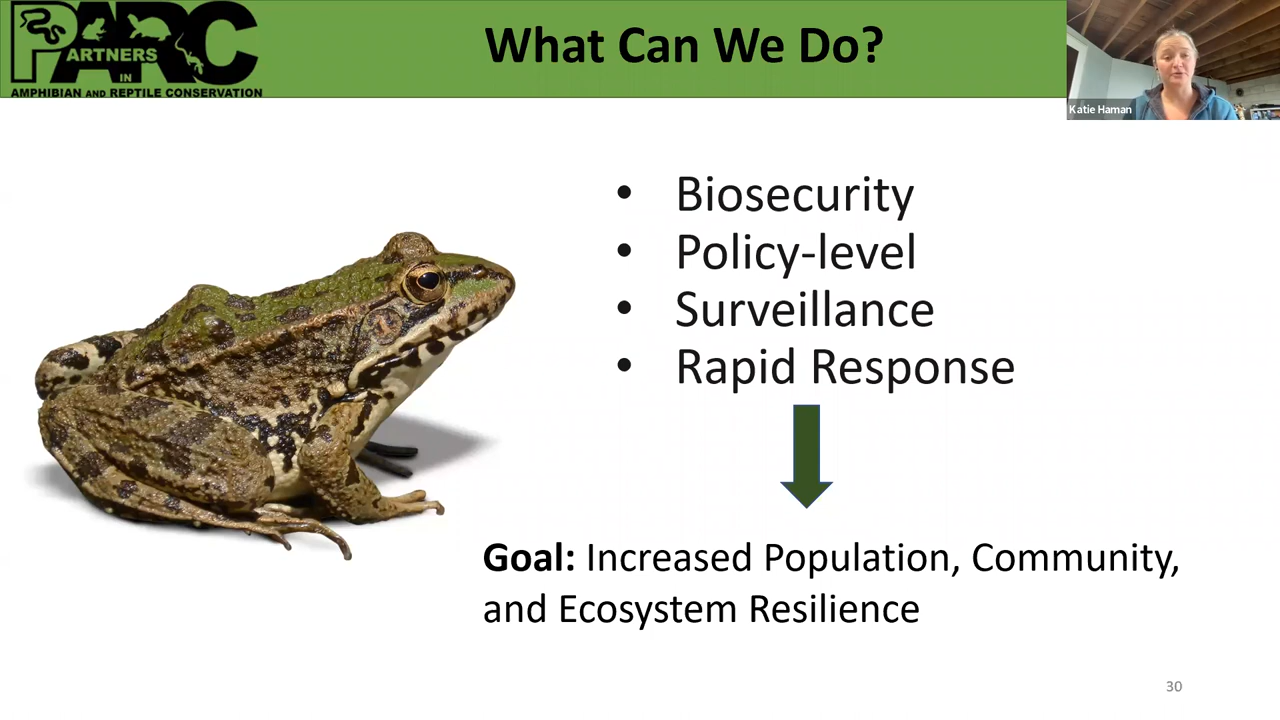 PARC
PARTNERS
IN
AMPHIBIAN AND REPTILE CONSERVATION
What Can We Do?
Katie Haman
• Biosecurity
• Policy-level
• Surveillance
• Rapid Response
Goal: Increased Population, Community,
and Ecosystem Resilience
30